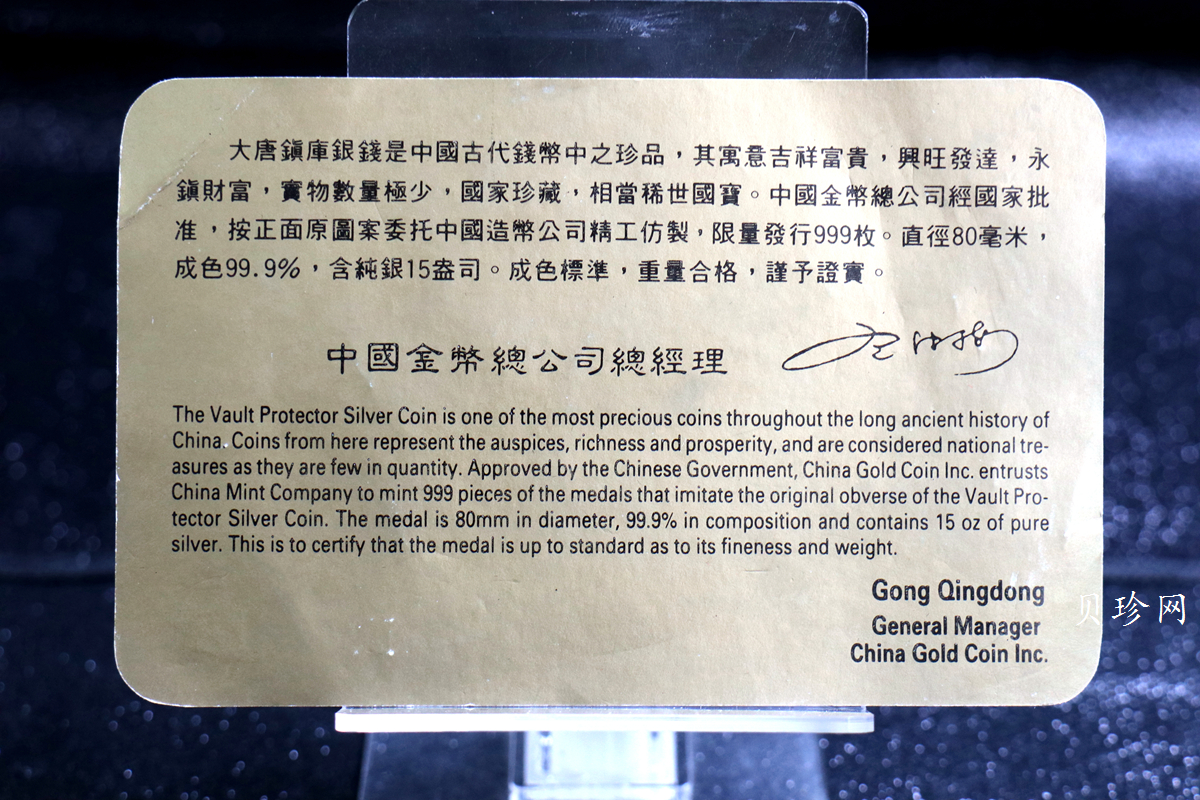 大唐鎭庫銀錢是中國古代錢幣中之珍品，其寓意吉祥富貴，興旺發達，永
鎭財富，實物數量極少，國家珍藏，相當稀世國寶。中國金幣總公司經國家批
准，按正面原圖案委托中國造幣公司精工仿製，限量發行999枚。直徑80毫米，
成色99.9%，含純銀15盎司。成色標準，重量合格，謹予證實。
中國金幣總公司總經理
The Vault Protector Silver Coin is one of the most precious coins throughout the long ancient history of
China. Coins from here represent the auspices, richness and prosperity, and are considered national tre-
asures as they are few in quantity. Approved by the Chinese Government, China Gold Coin Inc. entrusts
China Mint Company to mint 999 pieces of the medals that imitate the original obverse of the Vault Pro-
tector Silver Coin. The medal is 80mm in diameter, 99.9% in composition and contains 15 oz of pure
silver. This is to certify that the medal is up to standard as to its fineness and weight.
Gong Qingdong
General Manager
China Gold Coin Inc.
贝珍网